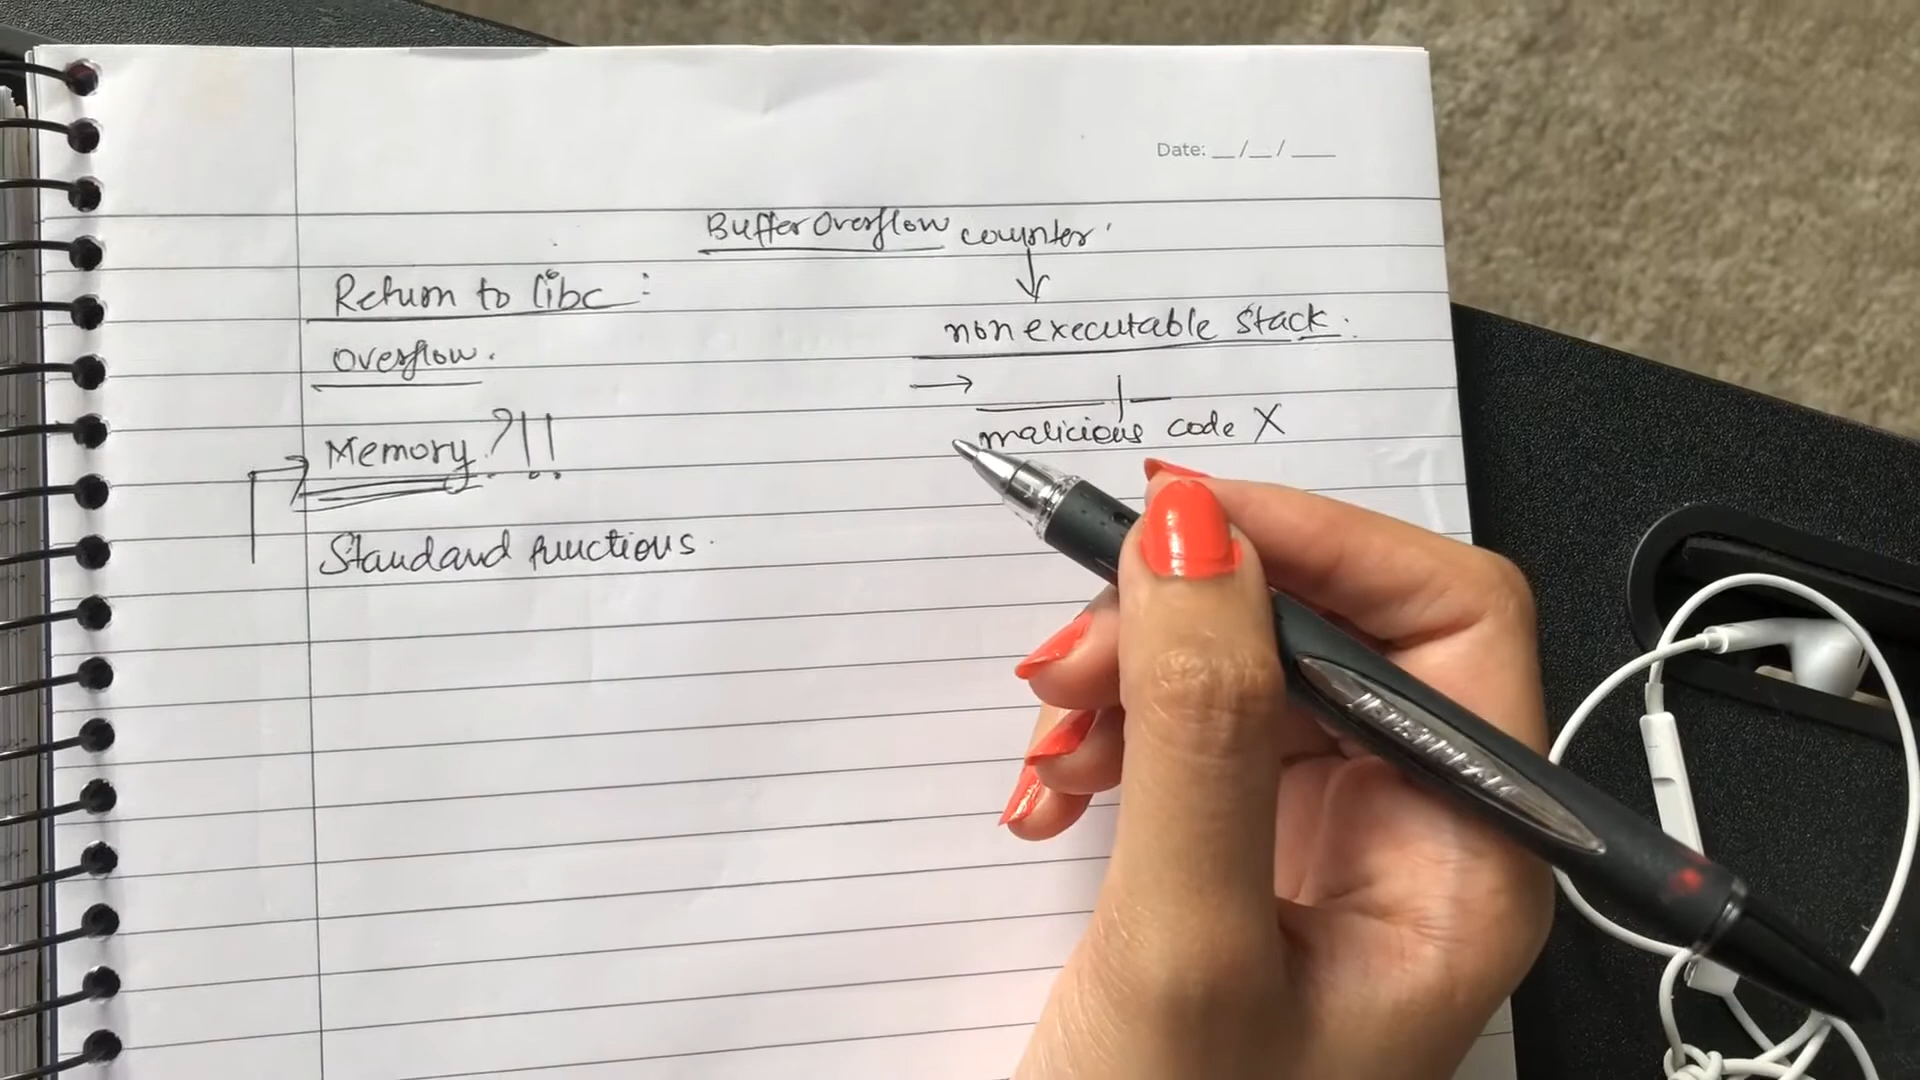 Date: __/__/____
Buffer Overflow counter.
Return to libc :
non executable stack.
overflow.
malicious code X
Memory ?!!
Standard functions.